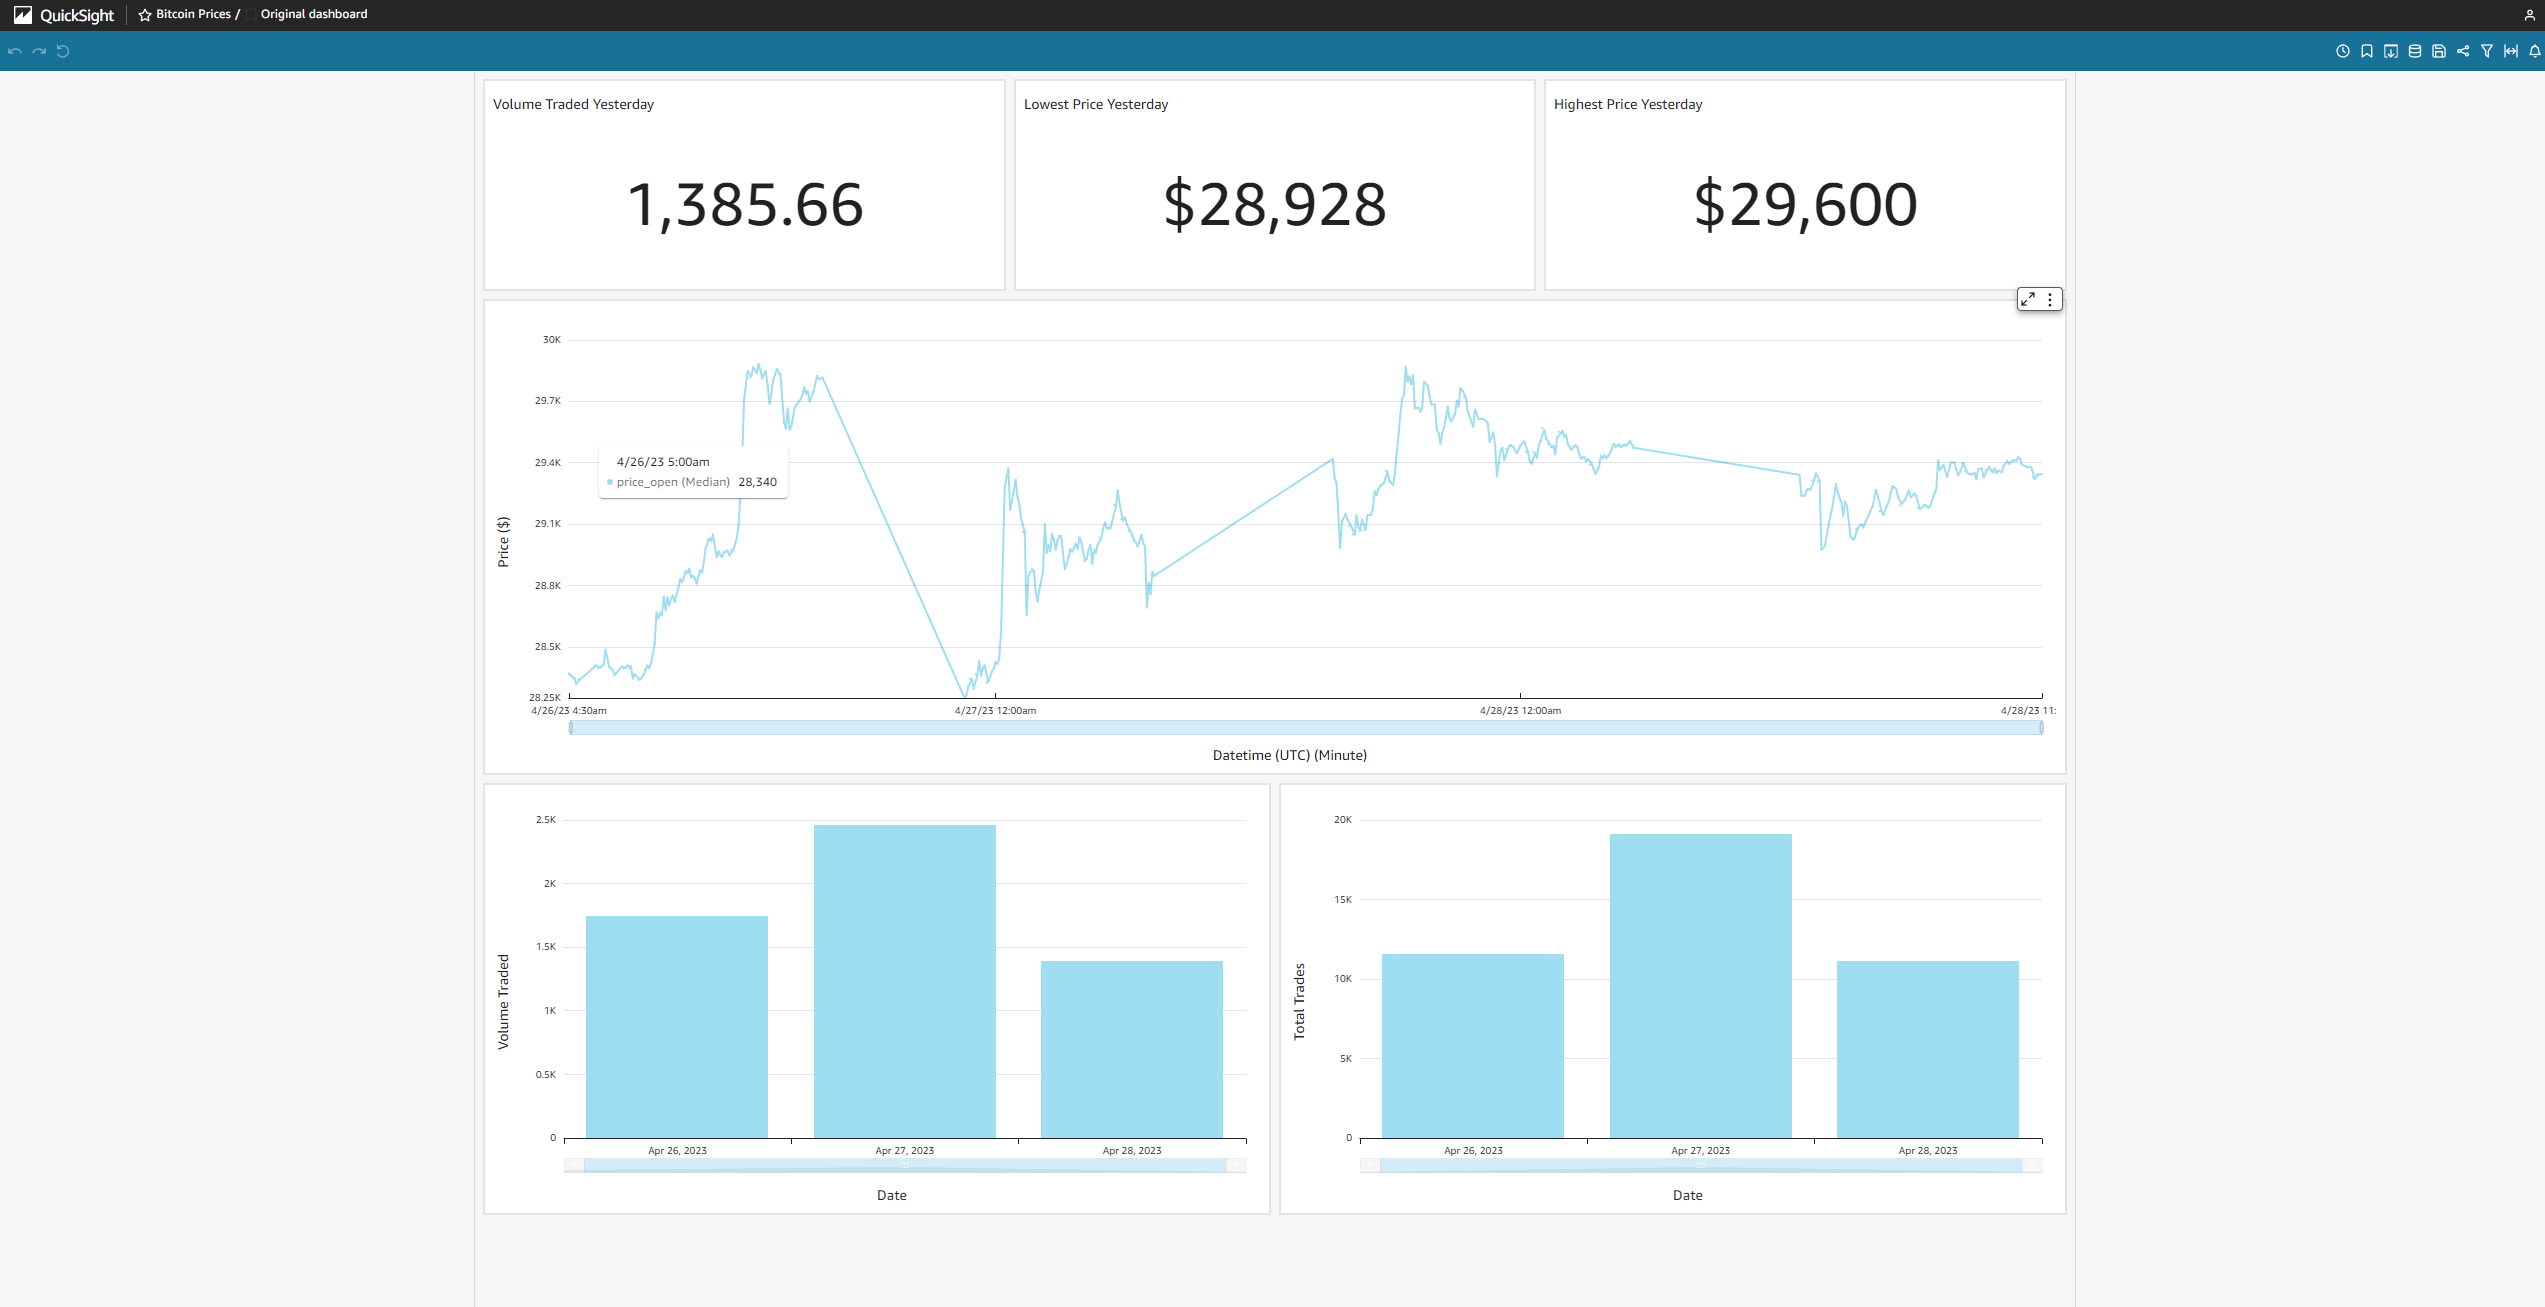 QuickSight
Bitcoin Prices / Original dashboard
Volume Traded Yesterday
1,385.66
Lowest Price Yesterday
$28,928
Highest Price Yesterday
$29,600
Price ($)
30K
29.7K
29.4K
29.1K
28.8K
28.5K
28.25K
4/26/23 5:00am
price_open (Median) 28,340
4/26/23 4:30am
4/27/23 12:00am
4/28/23 12:00am
4/28/23 11:
Datetime (UTC) (Minute)
Volume Traded
2.5K
2K
1.5K
1K
0.5K
0
Apr 26, 2023
Apr 27, 2023
Apr 28, 2023
Date
Total Trades
20K
15K
10K
5K
0
Apr 26, 2023
Apr 27, 2023
Apr 28, 2023
Date